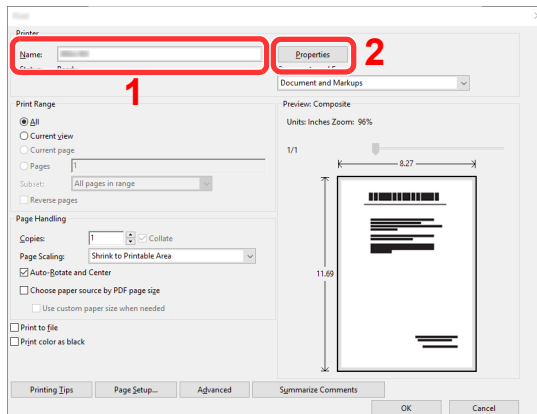 Printer
Name:
Properties
2
1
Document and Markups
Print Range
All
Current view
Current page
Pages 1
Subset: All pages in range
Reverse pages
Page Handling
Copies: 1 Collate
Page Scaling: Shrink to Printable Area
Auto-Rotate and Center
Choose paper source by PDF page size
Use custom paper size when needed
Print to file
Print color as black
Preview: Composite
Units: Inches Zoom: 96%
1/1
8.27
11.69
Printing Tips
Page Setup...
Advanced
Summarize Comments
OK
Cancel